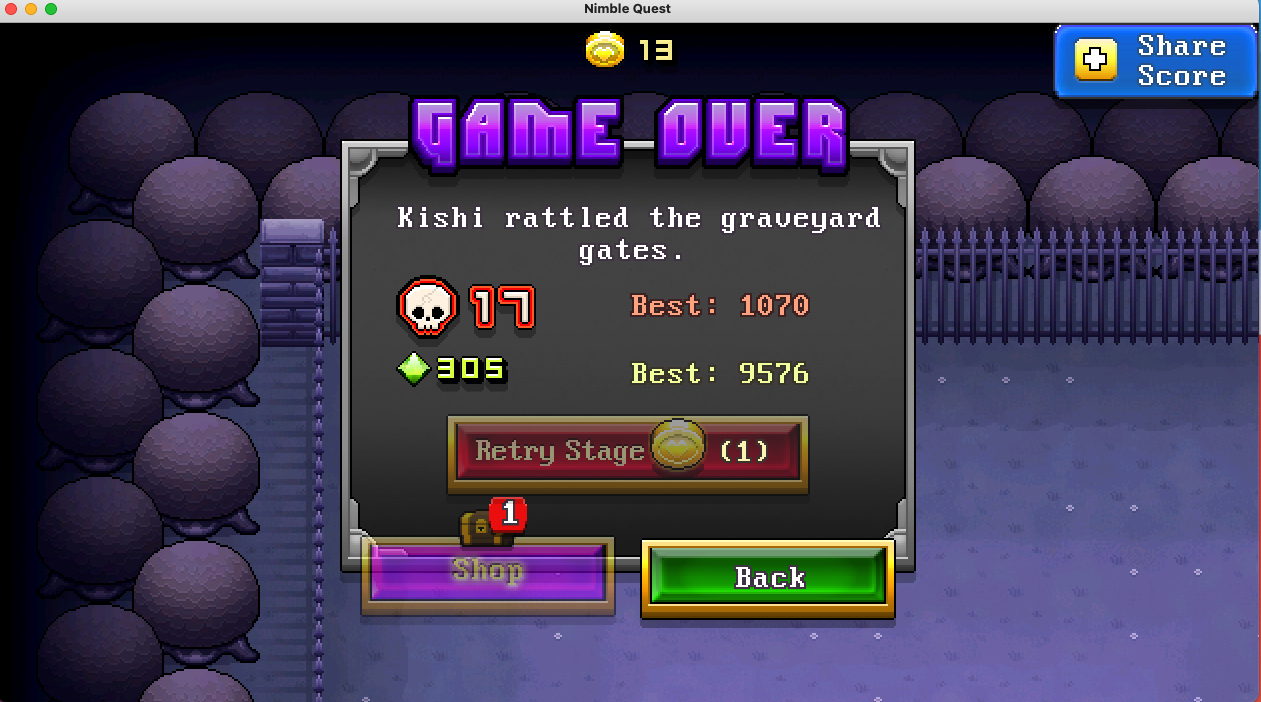 Nimble Quest
13
Share
Score
GAME OVER
Kishi rattled the graveyard
gates.
17 Best: 1070
305 Best: 9576
Retry Stage (1)
1
Shop
Back